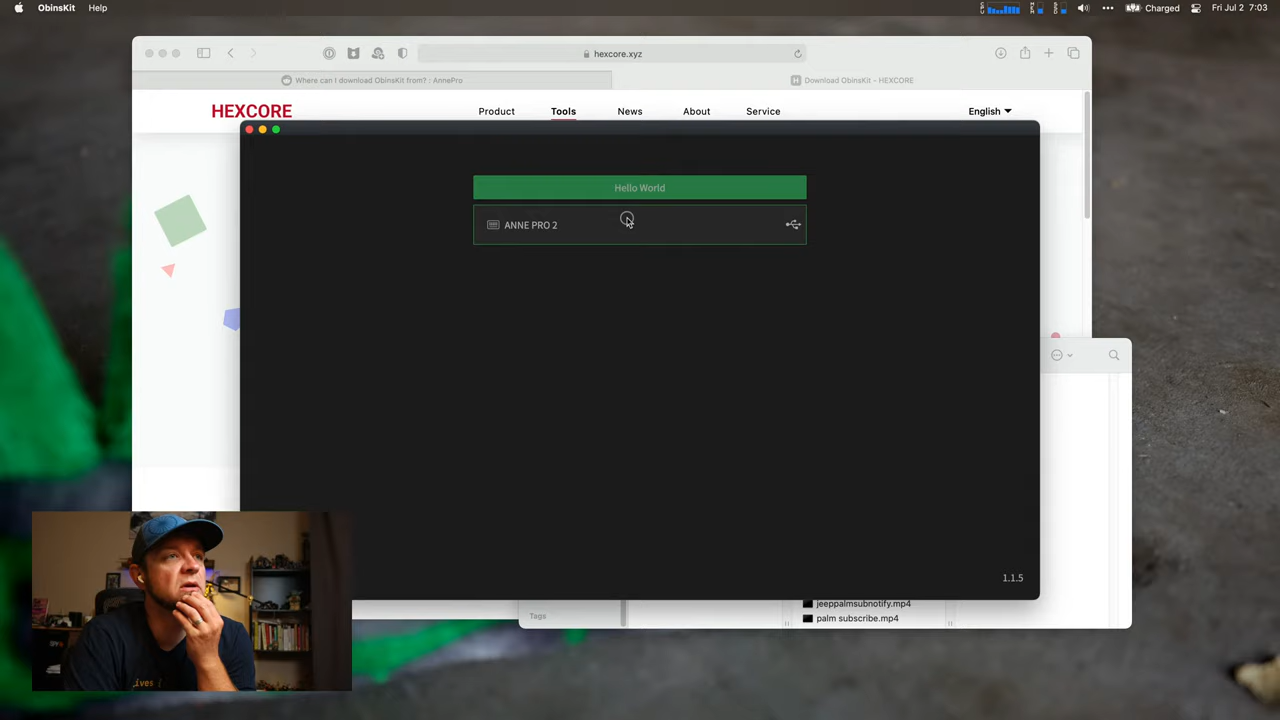 ObinsKit Help
Charged
Fri Jul 2 7:03
hexcore.xyz
Where can I download ObinsKit from? : AnnePro
Download ObinsKit - HEXCORE
HEXCORE
Product Tools News About Service
English
Hello World
ANNE PRO 2
1.1.5
jeeppalmsubnotify.mp4
Tags
palm subscribe.mp4